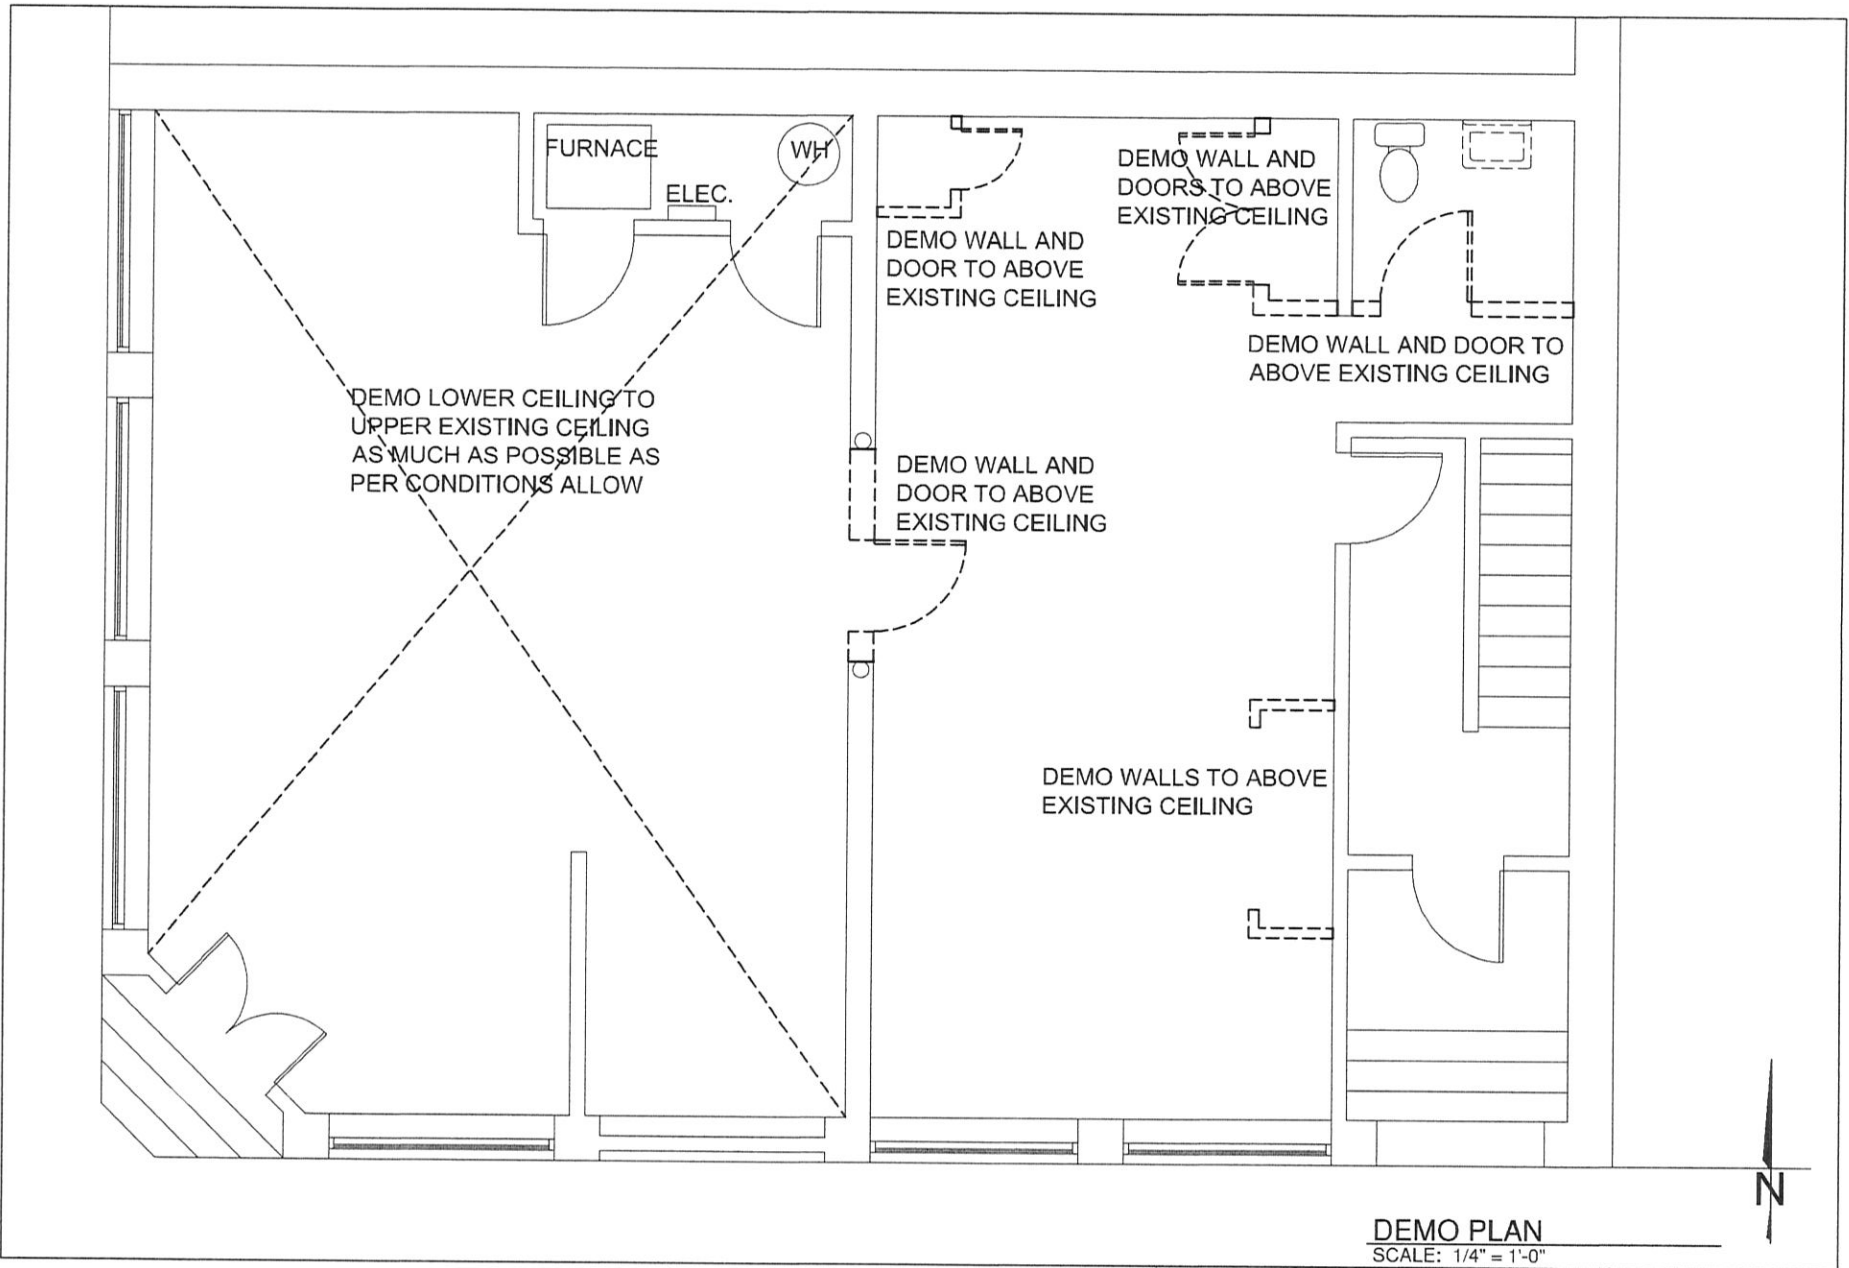 FURNACE
WH
ELEC.
DEMO WALL AND
DOORS TO ABOVE
EXISTING CEILING
DEMO WALL AND
DOOR TO ABOVE
EXISTING CEILING
DEMO WALL AND DOOR TO
ABOVE EXISTING CEILING
DEMO LOWER CEILING TO
UPPER EXISTING CEILING
AS MUCH AS POSSIBLE AS
PER CONDITIONS ALLOW
DEMO WALL AND
DOOR TO ABOVE
EXISTING CEILING
DEMO WALLS TO ABOVE
EXISTING CEILING
N
DEMO PLAN
SCALE: 1/4" = 1'-0"